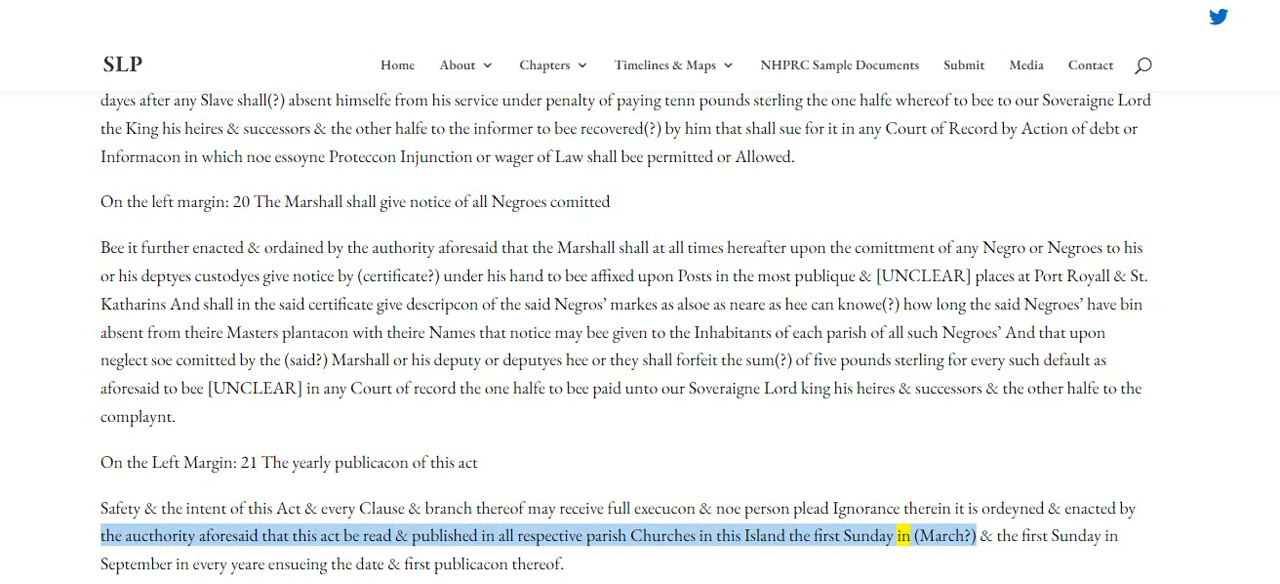 SLP
Home About Chapters Timelines & Maps NHPRC Sample Documents Submit Media Contact
dayes after any Slave shall(?) absent himselfe from his service under penalty of paying tenn pounds sterling the one halfe whereof to bee to our Soveraigne Lord
the King his heires & successors & the other halfe to the informer to bee recovered(?) by him that shall sue for it in any Court of Record by Action of debt or
Informacon in which noe essoyne Proteccon Injunction or wager of Law shall bee permitted or Allowed.
On the left margin: 20 The Marshall shall give notice of all Negroes comitted
Bee it further enacted & ordained by the authority aforesaid that the Marshall shall at all times hereafter upon the comittment of any Negro or Negroes to his
or his deptyes custodyes give notice by (certificate?) under his hand to bee affixed upon Posts in the most publique & [UNCLEAR] places at Port Royall & St.
Katharins And shall in the said certificate give descripcon of the said Negros’ markes as alsoe as neare as hee can knowe(?) how long the said Negroes’ have bin
absent from theire Masters plantacon with theire Names that notice may bee given to the Inhabitants of each parish of all such Negroes’ And that upon
neglect soe comitted by the (said?) Marshall or his deputy or deputyes hee or they shall forfeit the sum(?) of five pounds sterling for every such default as
aforesaid to bee [UNCLEAR] in any Court of record the one halfe to bee paid unto our Soveraigne Lord king his heires & successors & the other halfe to the
complaynt.
On the Left Margin: 21 The yearly publicacon of this act
Safety & the intent of this Act & every Clause & branch thereof may receive full execucon & noe person plead Ignorance therein it is ordeyned & enacted by
the aucthority aforesaid that this act be read & published in all respective parish Churches in this Island the first Sunday in (March?) & the first Sunday in
September in every yeare ensueing the date & first publicacon thereof.